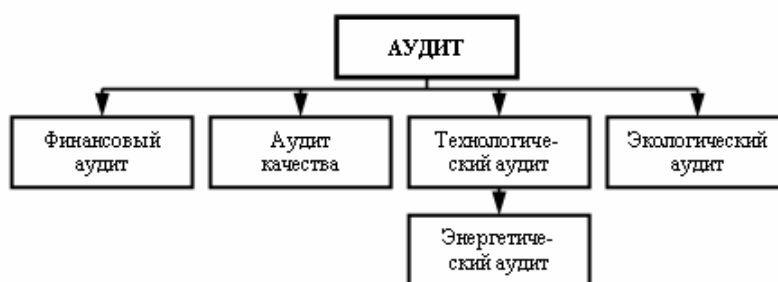 АУДИТ
Финансовый
аудит
Аудит
качества
Технологиче-
ский аудит
Экологический
аудит
Энергетиче-
ский аудит